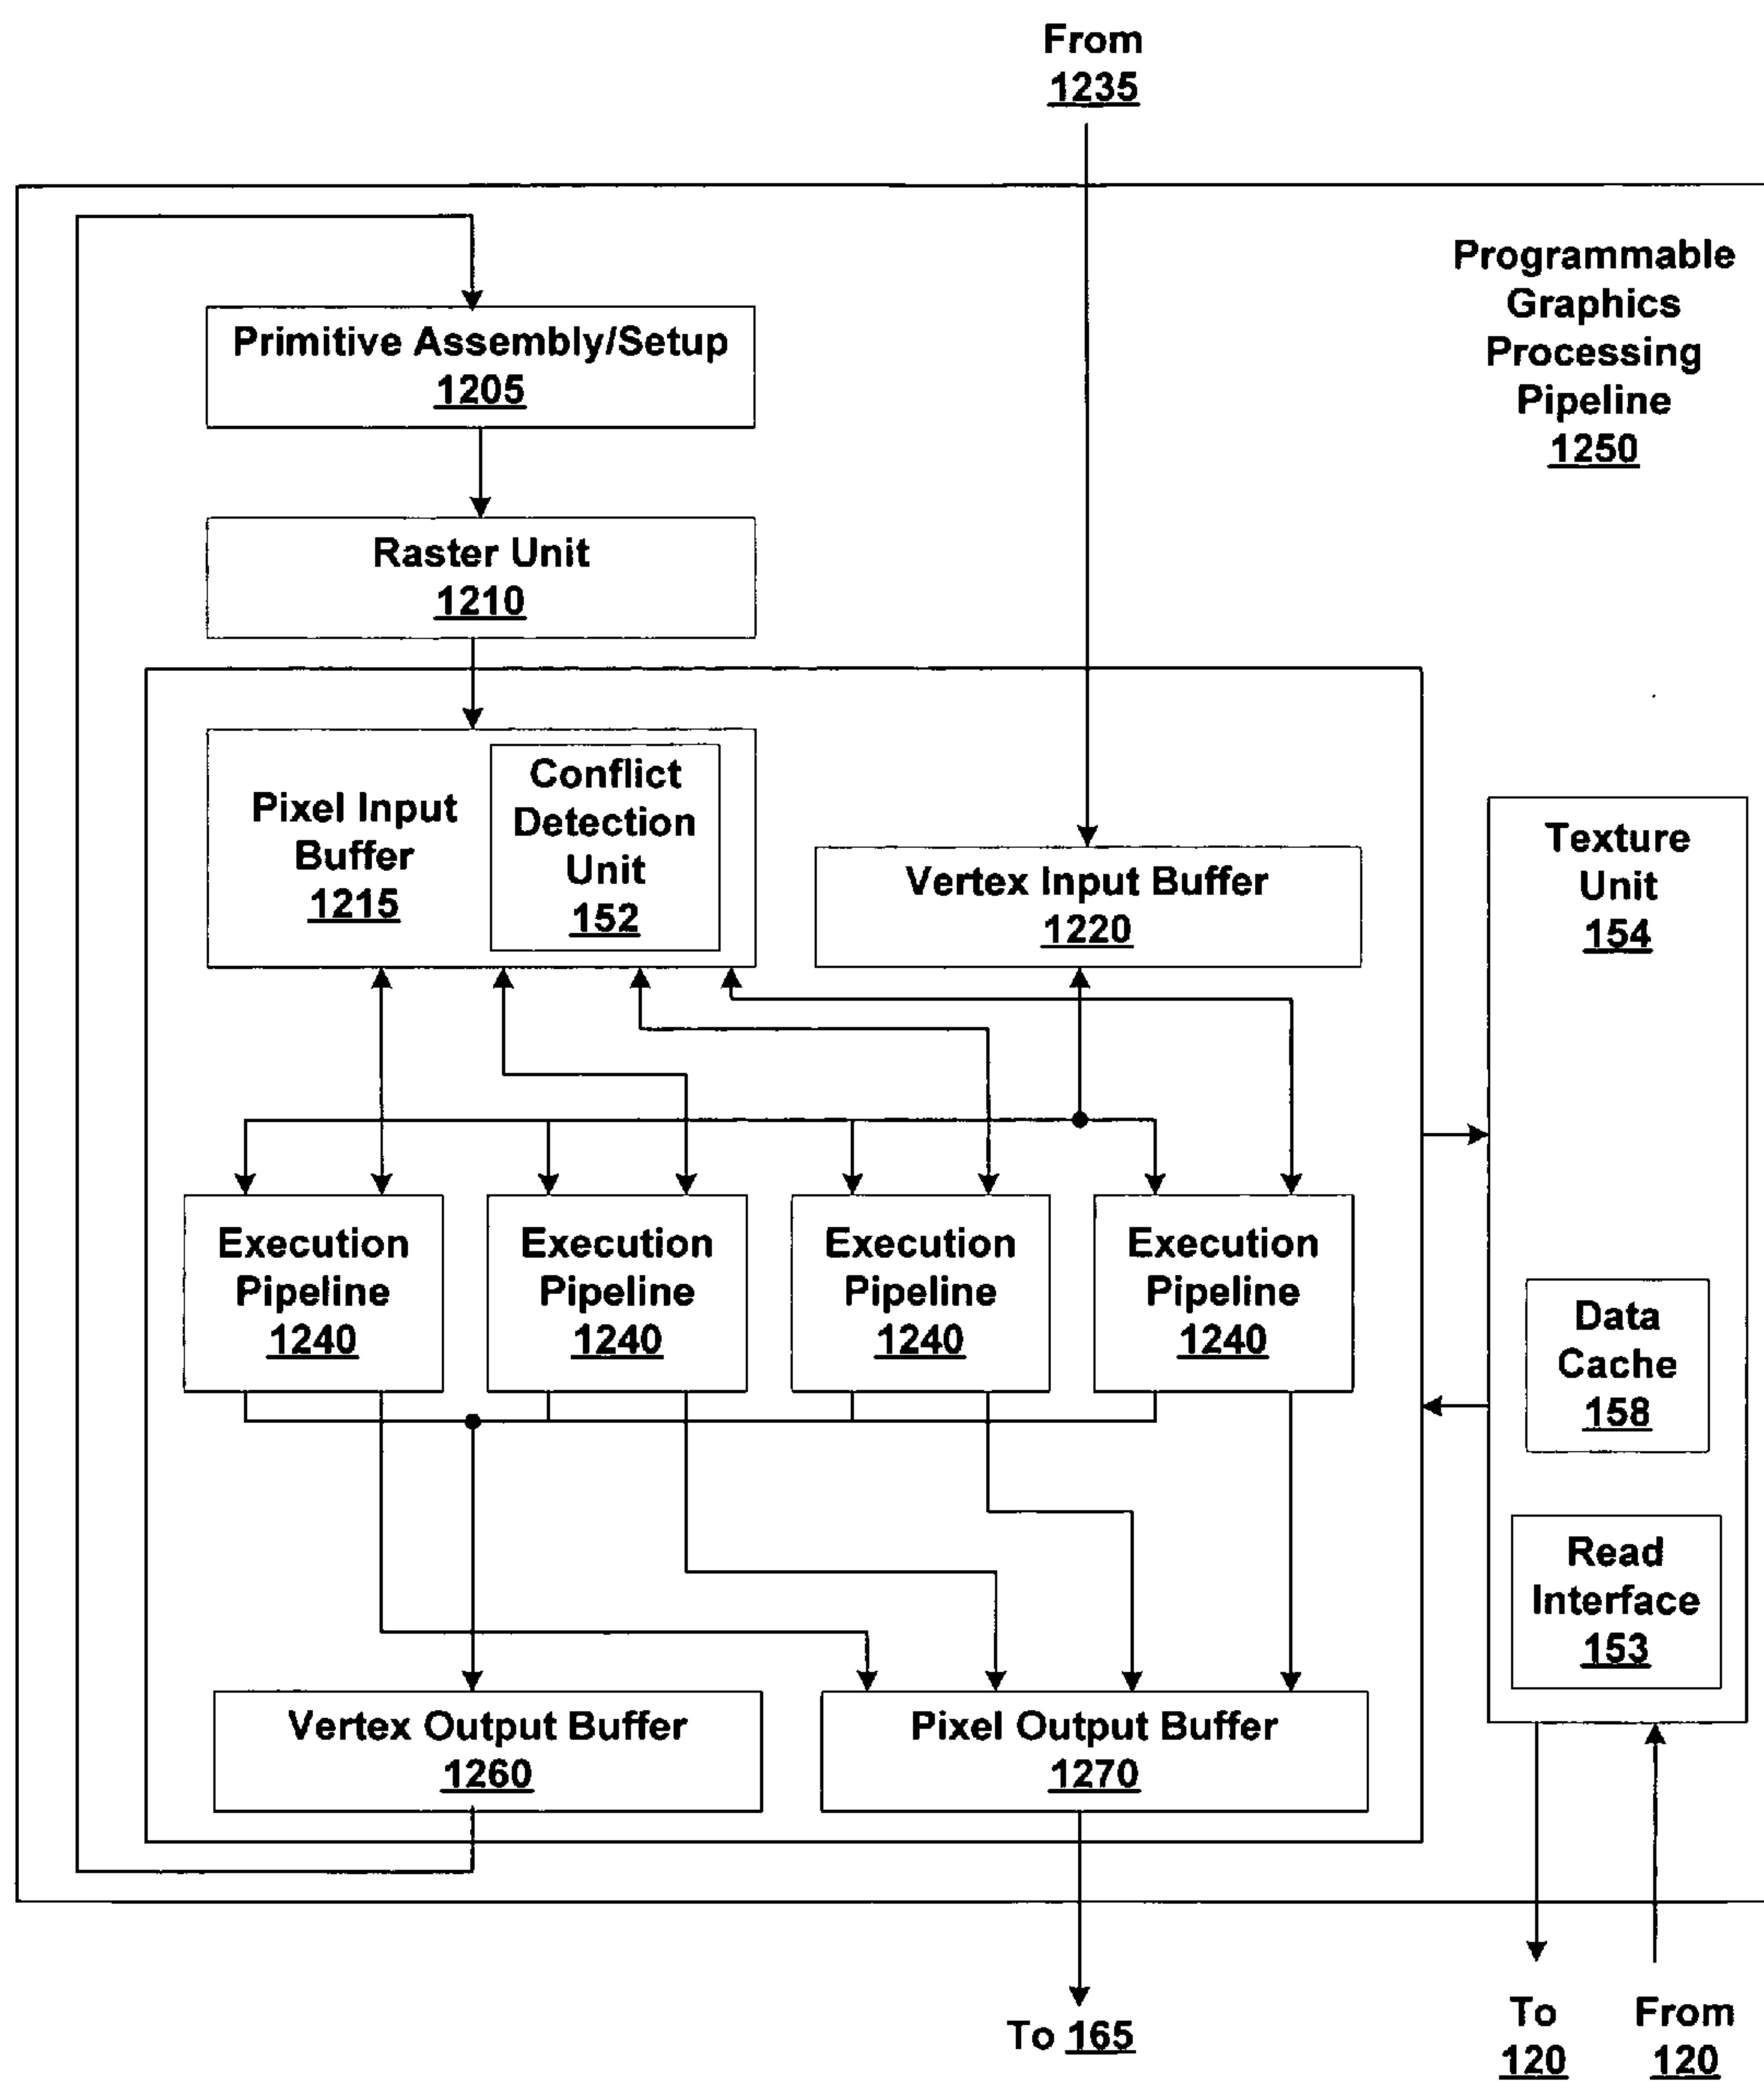 From
1235
Programmable
Graphics
Processing
Pipeline
1250
Primitive Assembly/Setup
1205
Raster Unit
1210
Pixel Input
Buffer
1215
Conflict
Detection
Unit
152
Vertex Input Buffer
1220
Texture
Unit
154
Execution
Pipeline
1240
Execution
Pipeline
1240
Execution
Pipeline
1240
Execution
Pipeline
1240
Data
Cache
158
Read
Interface
153
Vertex Output Buffer
1260
Pixel Output Buffer
1270
To 165
To
120
From
120